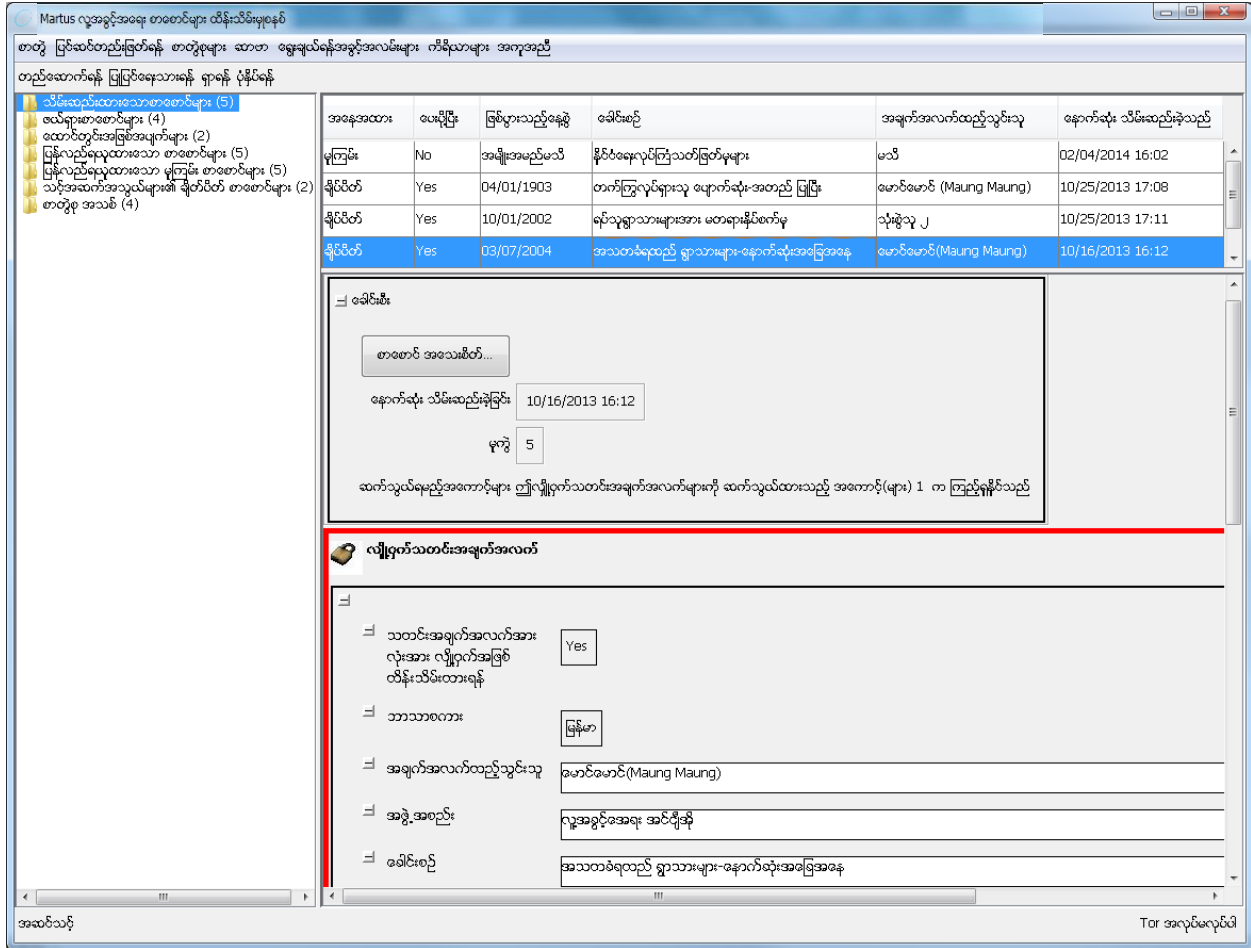 Martus လူ့အခွင့်အရေး စာစောင်များ ထိန်းသိမ်းမှုစနစ်
စာတွဲ ပြင်ဆင်တည်းဖြတ်ရန် စာတွဲစုများ ဆာဗာ ရွေးချယ်ရန်အခွင့်အလမ်းများ ကိရိယာများ အကူအညီ
တည်ဆောက်ရန် ပြုပြင်ရေးသားရန် ရှာရန် ပုံနှိပ်ရန်
သိမ်းဆည်းထားသောစာစောင်များ (5)
ဖယ်ရှားစာစောင်များ (4)
ထောင်တွင်းအဖြစ်အပျက်များ (2)
ပြန်လည်ရယူထားသော စာစောင်များ (5)
ပြန်လည်ရယူထားသော မူကြမ်း စာစောင်များ (5)
သင့်အဆက်အသွယ်များ၏ ချိတ်ပိတ် စာစောင်များ (2)
စာတွဲစု အသစ် (4)
အနေအထား ပေးပို့ပြီး ဖြစ်ပွားသည့်နေ့စွဲ ခေါင်းစဉ် အချက်အလက်ထည့်သွင်းသူ နောက်ဆုံး သိမ်းဆည်းခဲ့သည်
မူကြမ်း No အမျိုးအမည်မသိ နိုင်ငံရေးလုပ်ကြံသတ်ဖြတ်မှုများ မသိ 02/04/2014 16:02
ချိပ်ပိတ် Yes 04/01/1903 တက်ကြွလှုပ်ရှားသူ ပျောက်ဆုံး-အတည် ပြုပြီး မောင်မောင် (Maung Maung) 10/25/2013 17:08
ချိပ်ပိတ် Yes 10/01/2002 ရပ်သူရွာသားများအား မတရားနှိပ်စက်မှု သုံးစွဲသူ ၂ 10/25/2013 17:11
ချိပ်ပိတ် Yes 03/07/2004 အသတခံရထည် ရွာသားများ-နောက်ဆုံးအခြေအနေ မောင်မောင်(Maung Maung) 10/16/2013 16:12
ခေါင်းစီး
စာစောင် အသေးစိတ်...
နောက်ဆုံး သိမ်းဆည်းခဲ့ခြင်း 10/16/2013 16:12
မူကွဲ 5
ဆက်သွယ်ရမည့်အကောင့်များ ဤလျှို့ဝှက်သတင်းအချက်အလက်များကို ဆက်သွယ်ထားသည့် အကောင့်(များ) 1 က ကြည့်ရှုနိုင်သည်
လျှို့ဝှက်သတင်းအချက်အလက်
သတင်းအချက်အလက်အား
လုံးအား လျှို့ဝှက်အဖြစ် Yes
ထိန်းသိမ်းထားရန်
ဘာသာစကား မြန်မာ
အချက်အလက်ထည့်သွင်းသူ မောင်မောင်(Maung Maung)
အဖွဲ့အစည်း လူ့အခွင့်အေရး အင်ဂျီအို
ခေါင်းစဉ် အသတခံရထည် ရွာသားများ-နောက်ဆုံးအခြေအနေ
အဆင်သင့် Tor အလုပ်မလုပ်ပါ